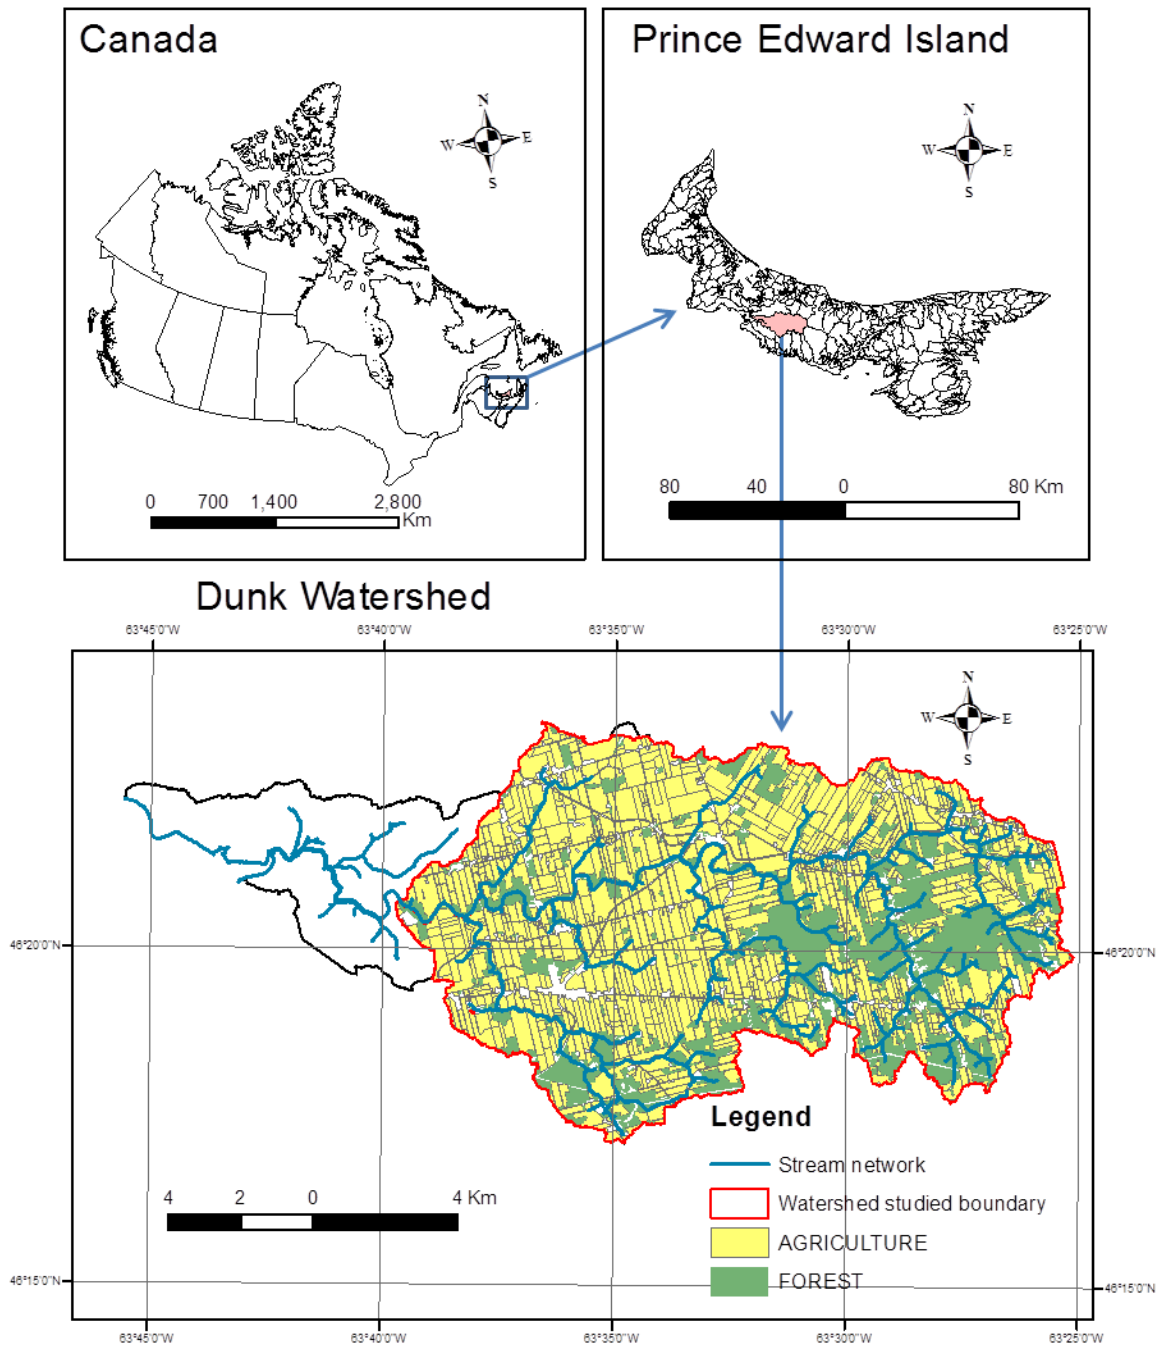 Canada
N
W E
S
0 700 1,400 2,800
Km
Prince Edward Island
N
W E
S
80 40 0 80 Km
Dunk Watershed
63°45'0"W 63°40'0"W 63°35'0"W 63°30'0"W 63°25'0"W
N
W E
S
46°20'0"N 46°20'0"N
Legend
Stream network
Watershed studied boundary
AGRICULTURE
FOREST
4 2 0 4 Km
46°15'0"N 46°15'0"N
63°45'0"W 63°40'0"W 63°35'0"W 63°30'0"W 63°25'0"W